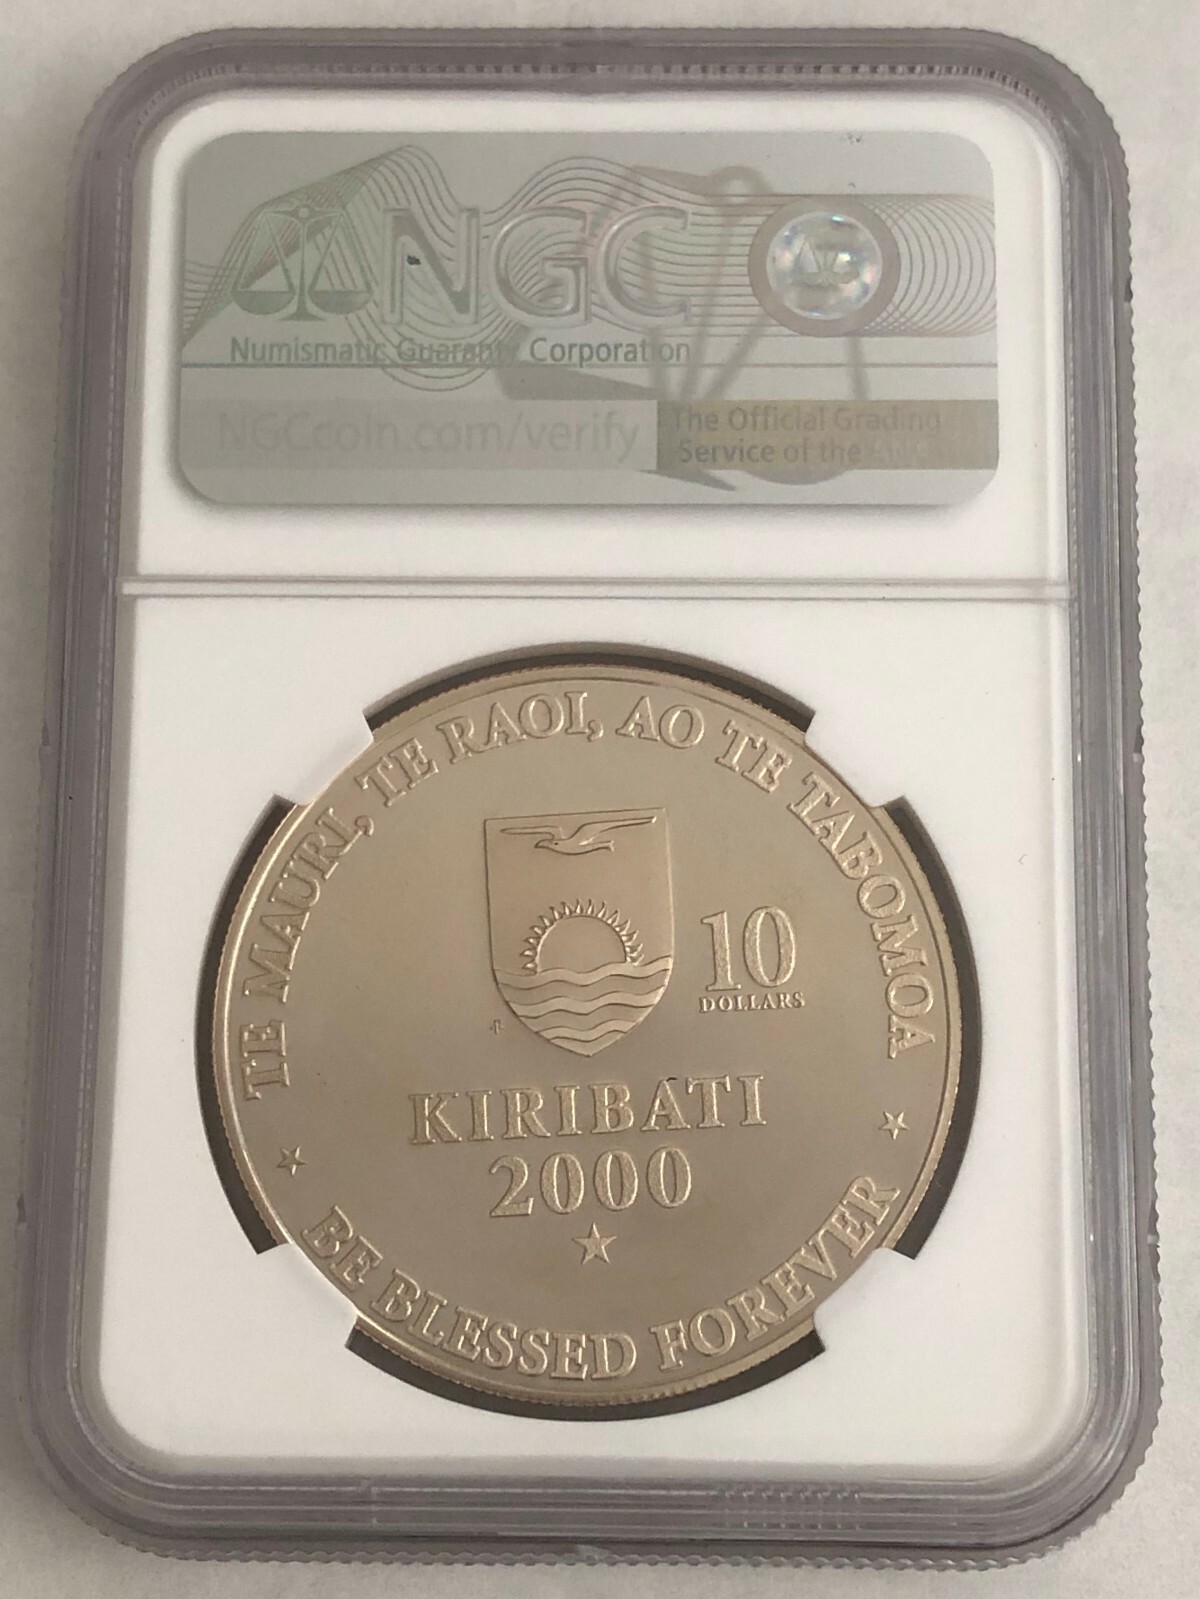 NGC
Numismatic Guaranty Corporation
NGCcoin.com/verify
The Official Grading
Service of the ANA
TE MAURI, TE RAOI, AO TE TABOMOA
10
DOLLARS
KIRIBATI
2000
BE BLESSED FOREVER